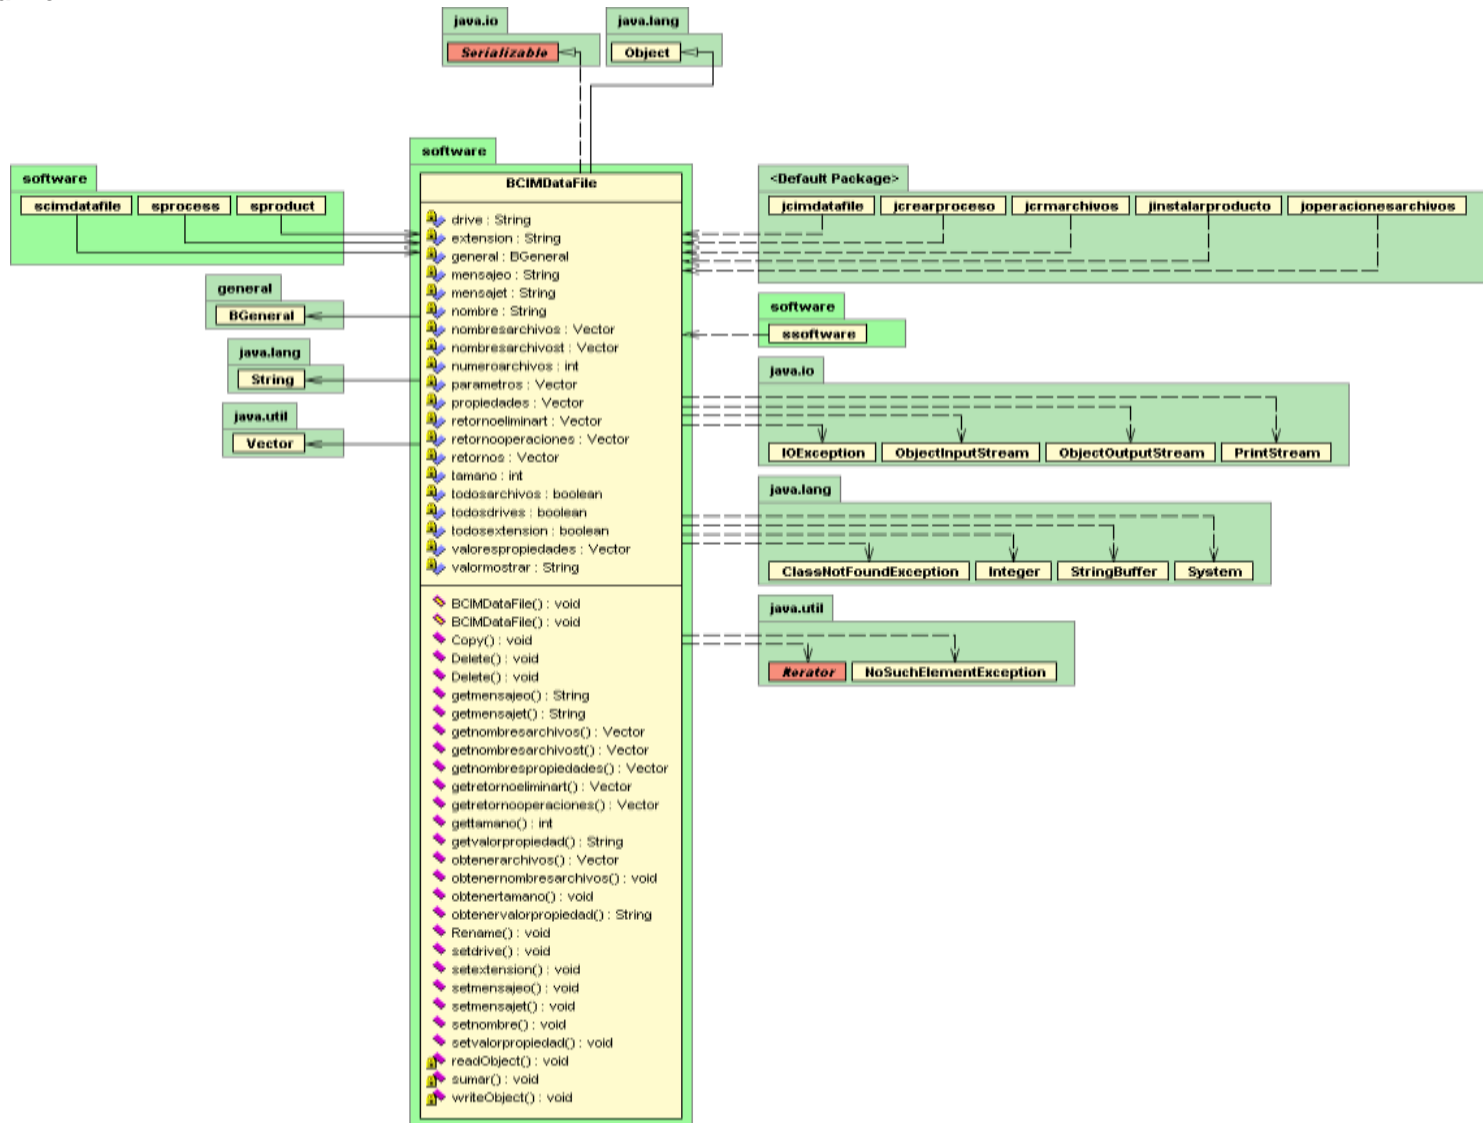 java.io
Serializable
java.lang
Object
software
scimdatafile
sprocess
sproduct
general
BGeneral
java.lang
String
java.util
Vector
software
BCIMDataFile
drive : String
extension : String
general : BGeneral
mensajeo : String
mensajet : String
nombre : String
nombresarchivos : Vector
nombresarchivost : Vector
numeroarchivos : int
parametros : Vector
propiedades : Vector
retornoeliminart : Vector
retornooperaciones : Vector
retornos : Vector
tamano : int
todosarchivos : boolean
todosdrives : boolean
todosextension : boolean
valorespropiedades : Vector
valormostrar : String
BCIMDataFile() : void
BCIMDataFile() : void
Copy() : void
Delete() : void
Delete() : void
getmensajeo() : String
getmensajet() : String
getnombresarchivos() : Vector
getnombresarchivost() : Vector
getnombrespropiedades() : Vector
getretornoeliminart() : Vector
getretornooperaciones() : Vector
gettamano() : int
getvalorpropiedad() : String
obtenerarchivos() : Vector
obtenernombresarchivos() : void
obtenertamano() : void
obtenervalorpropiedad() : String
Rename() : void
setdrive() : void
setextension() : void
setmensajeo() : void
setmensajet() : void
setnombre() : void
setvalorpropiedad() : void
readObject() : void
sumar() : void
writeObject() : void
<Default Package>
jcimdatafile
jcrearproceso
jcrmarchivos
jinstalarproducto
joperacionesarchivos
software
ssoftware
java.io
IOException
ObjectInputStream
ObjectOutputStream
PrintStream
java.lang
ClassNotFoundException
Integer
StringBuffer
System
java.util
Iterator
NoSuchElementException